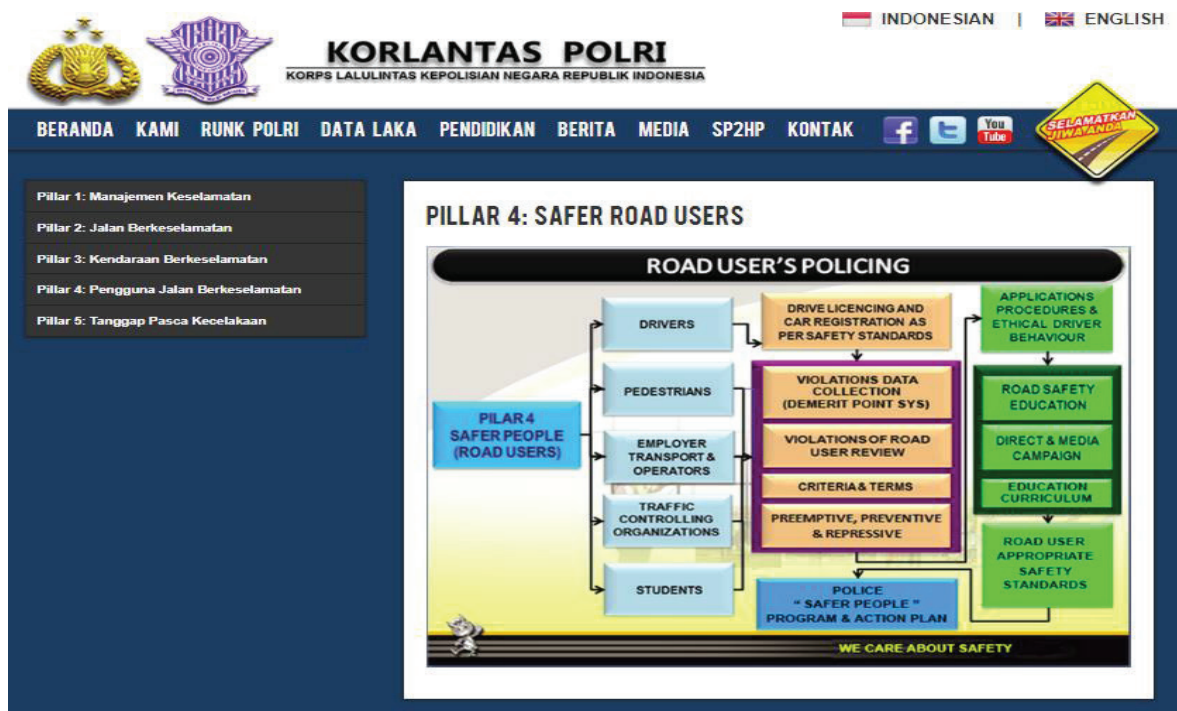 INDONESIAN | ENGLISH
KORLANTAS POLRI
KORPS LALULINTAS KEPOLISIAN NEGARA REPUBLIK INDONESIA
BERANDA KAMI RUNK POLRI DATA LAKA PENDIDIKAN BERITA MEDIA SP2HP KONTAK
You
Tube
SELAMATKAN
JIWA ANDA
Pillar 1: Manajemen Keselamatan
Pillar 2: Jalan Berkeselamatan
Pillar 3: Kendaraan Berkeselamatan
Pillar 4: Pengguna Jalan Berkeselamatan
Pillar 5: Tanggap Pasca Kecelakaan
PILLAR 4: SAFER ROAD USERS
ROAD USER'S POLICING
PILAR 4
SAFER PEOPLE
(ROAD USERS)
DRIVERS
PEDESTRIANS
EMPLOYER
TRANSPORT &
OPERATORS
TRAFFIC
CONTROLLING
ORGANIZATIONS
STUDENTS
DRIVE LICENCING AND
CAR REGISTRATION AS
PER SAFETY STANDARDS
VIOLATIONS DATA
COLLECTION
(DEMERIT POINT SYS)
VIOLATIONS OF ROAD
USER REVIEW
CRITERIA & TERMS
PREEMPTIVE, PREVENTIVE
& REPRESSIVE
POLICE
" SAFER PEOPLE "
PROGRAM & ACTION PLAN
APPLICATIONS
PROCEDURES &
ETHICAL DRIVER
BEHAVIOUR
ROAD SAFETY
EDUCATION
DIRECT & MEDIA
CAMPAIGN
EDUCATION
CURRICULUM
ROAD USER
APPROPRIATE
SAFETY
STANDARDS
WE CARE ABOUT SAFETY